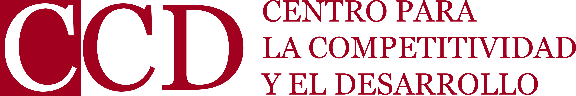 CCD
CENTRO PARA
LA COMPETITIVIDAD
Y EL DESARROLLO